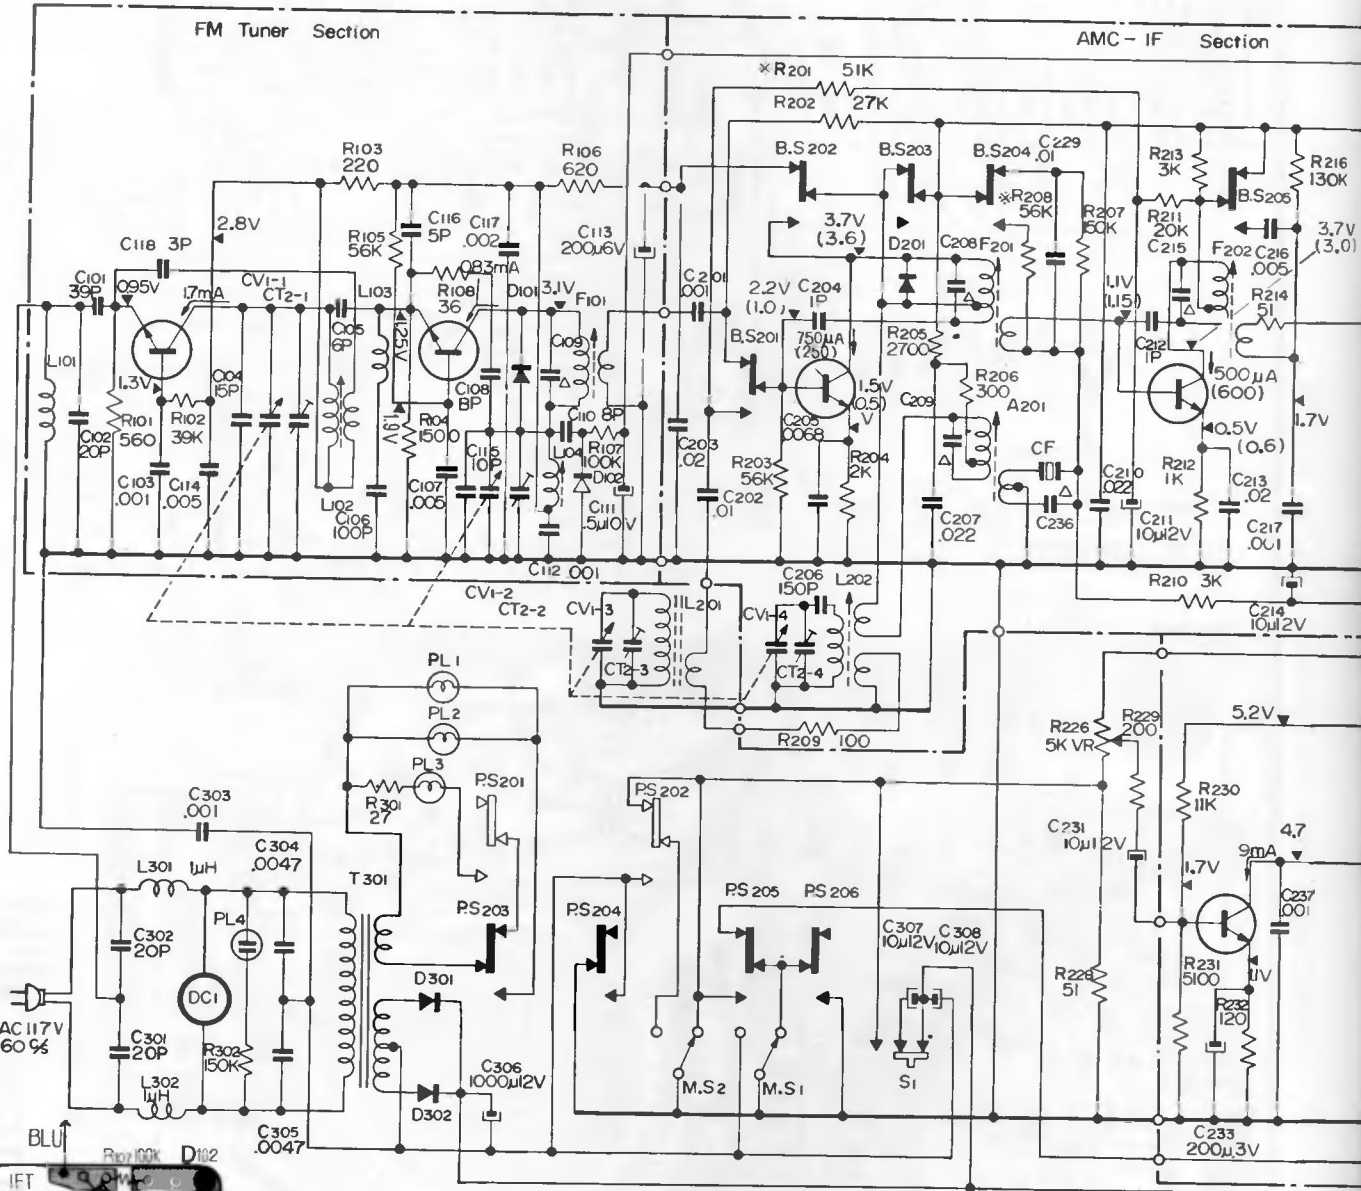 FM Tuner Section
AMC-IF Section
※R201 51K
R202 27K
B.S202
B.S203
B.S204
C229
.01
R213
3K
B.S205
R216
130K
R103
220
R106
620
※R208
56K
R207
50K
R211
20K
2.8V
C116
5P
C117
.002
R105
56K
C113
200μ6V
3.7V
(3.6)
D201
C208
F201
C215
F202
C216
.005
3.7V
(3.0)
C118 3P
C101
39P
0.95V
1.7mA
CV1-1
CT2-1
L103
.083mA
R108
36
D101
3.1V
F101
C201
.001
2.2V
(1.0)
C204
1P
B.S201
750μA
(250)
R205
2700
1.1V
(1.15)
R214
51
C105
6P
1.25V
C109
C212
1P
500μA
(600)
L101
1.3V
C104
15P
C108
8P
C110
8P
1.5V
(0.5)
R206
300
C209
A201
1.7V
R101
560
R102
39K
1.9V
R104
1500
C205
.0068
R204
2K
CF
0.5V
(0.6)
C102
20P
C103
.001
C114
.005
L102
C106
100P
C107
.005
C115
10P
L104
R107
100K
D102
C111
.5μ10V
C203
.02
R203
56K
C202
.01
C207
.022
C236
C210
.022
C211
10μ12V
R212
1K
C213
.02
C217
.001
C112 .001
CV1-2
CT2-2
CV1-3
L201
CT2-3
C206
150P
L202
CV1-4
CT2-4
R210 3K
C214
10μ12V
PL1
PL2
PL3
R301
27
P.S201
P.S202
R209 100
R226
5K VR
R229
200
5.2V
R230
11K
C303
.001
C304
.0047
C231
10μ12V
4.7
9mA
1.7V
L301 1μH
T301
PL4
P.S203
P.S204
P.S205
P.S206
C307
10μ12V
C308
10μ12V
C237
.001
C302
20P
DC1
D301
R228
51
R231
5100
1V
R232
120
AC117V
60 c/s
C301
20P
R302
150K
C306
1000μ12V
M.S2
M.S1
S1
L302
1μH
D302
C305
.0047
C233
200μ.3V
BLU
R107 100K D102
IFT